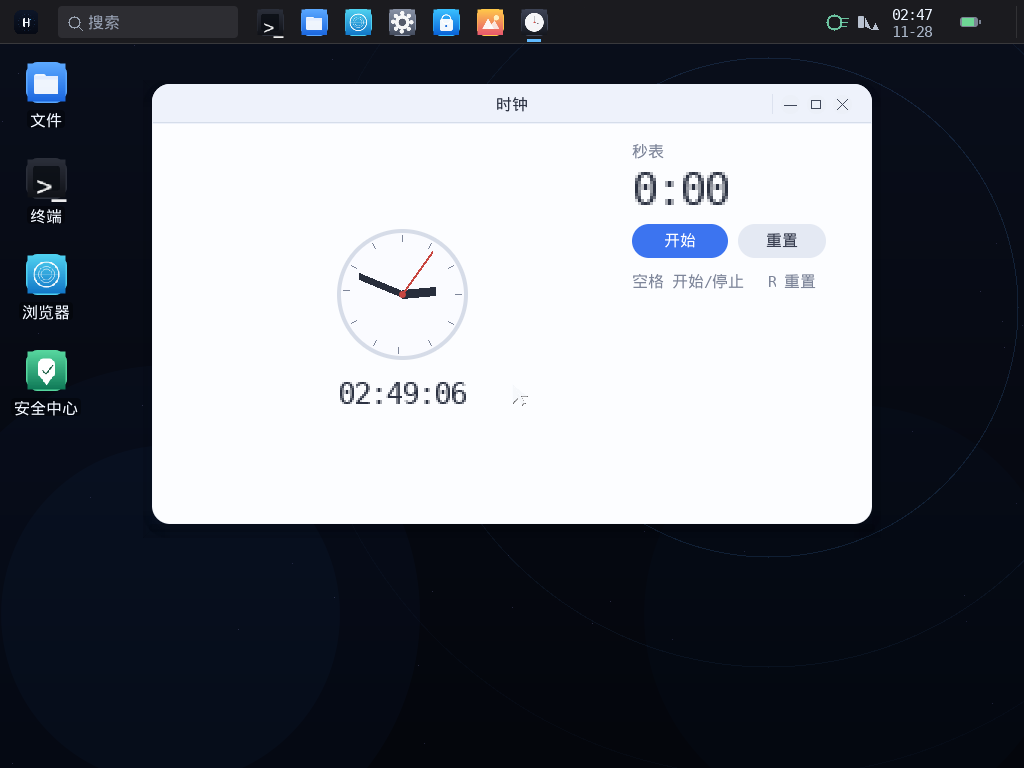 H
搜索
02:47
11-28
文件
终端
浏览器
安全中心
时钟
秒表
0:00
开始 重置
空格 开始/停止 R 重置
02:49:06